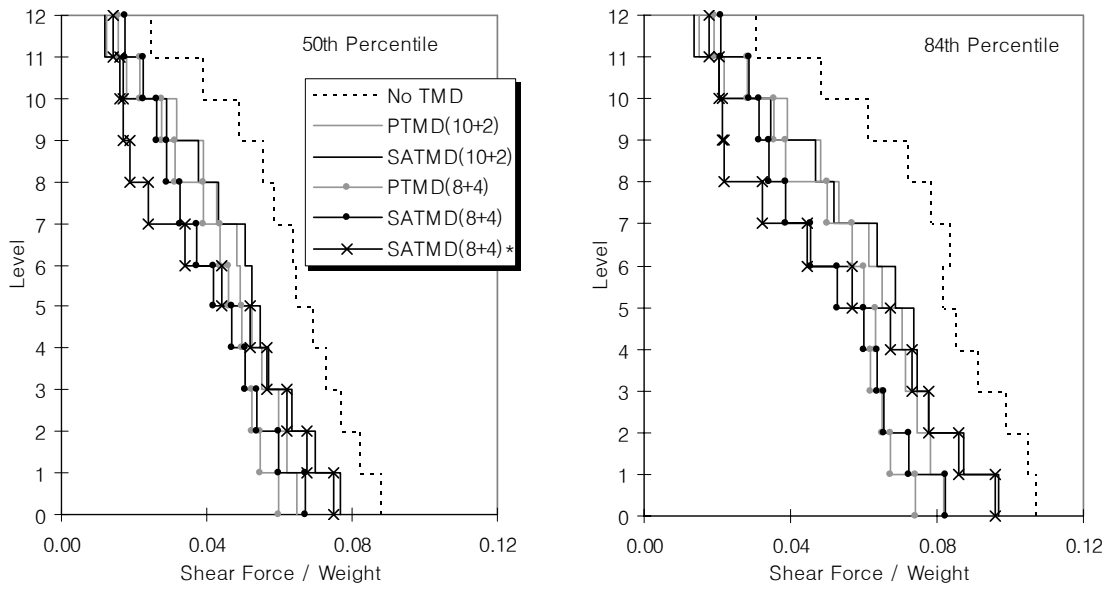 50th Percentile
No TMD
PTMD(10+2)
SATMD(10+2)
PTMD(8+4)
SATMD(8+4)
SATMD(8+4)*
Level
12
11
10
9
8
7
6
5
4
3
2
1
0
0.00 0.04 0.08 0.12
Shear Force / Weight
84th Percentile
Level
12
11
10
9
8
7
6
5
4
3
2
1
0
0.00 0.04 0.08 0.12
Shear Force / Weight